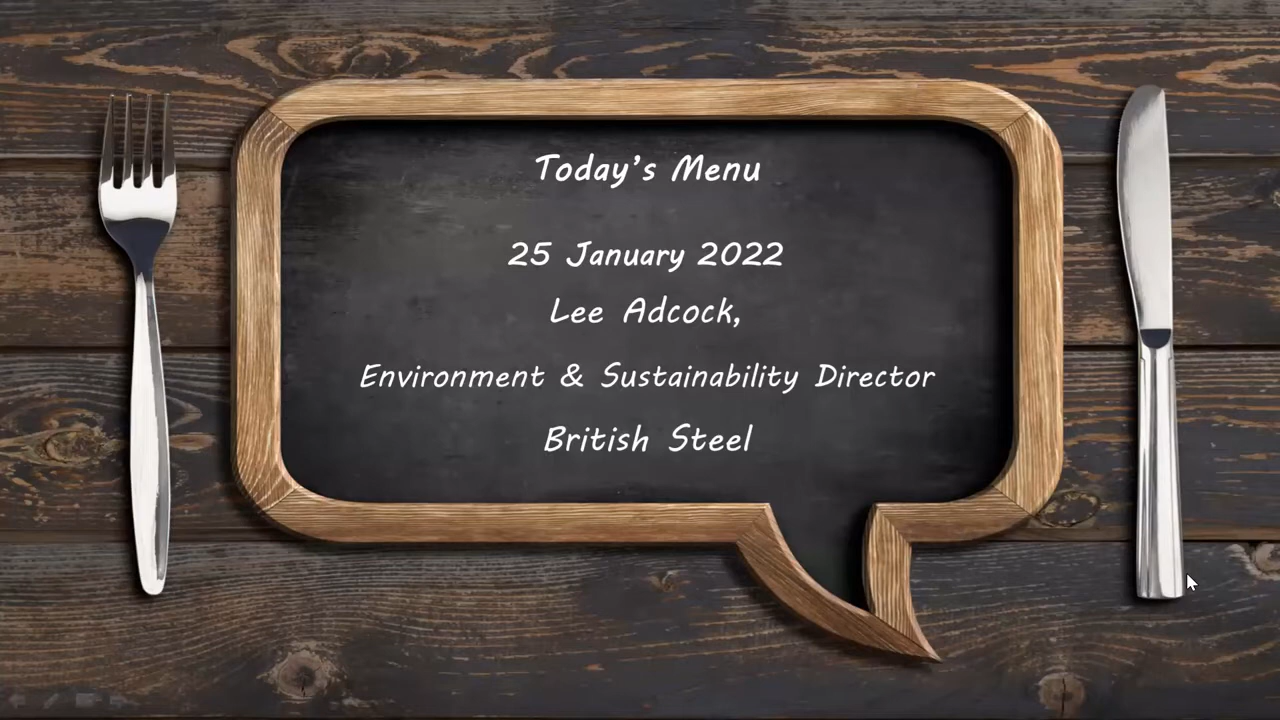 Today's Menu
25 January 2022
Lee Adcock,
Environment & Sustainability Director
British Steel